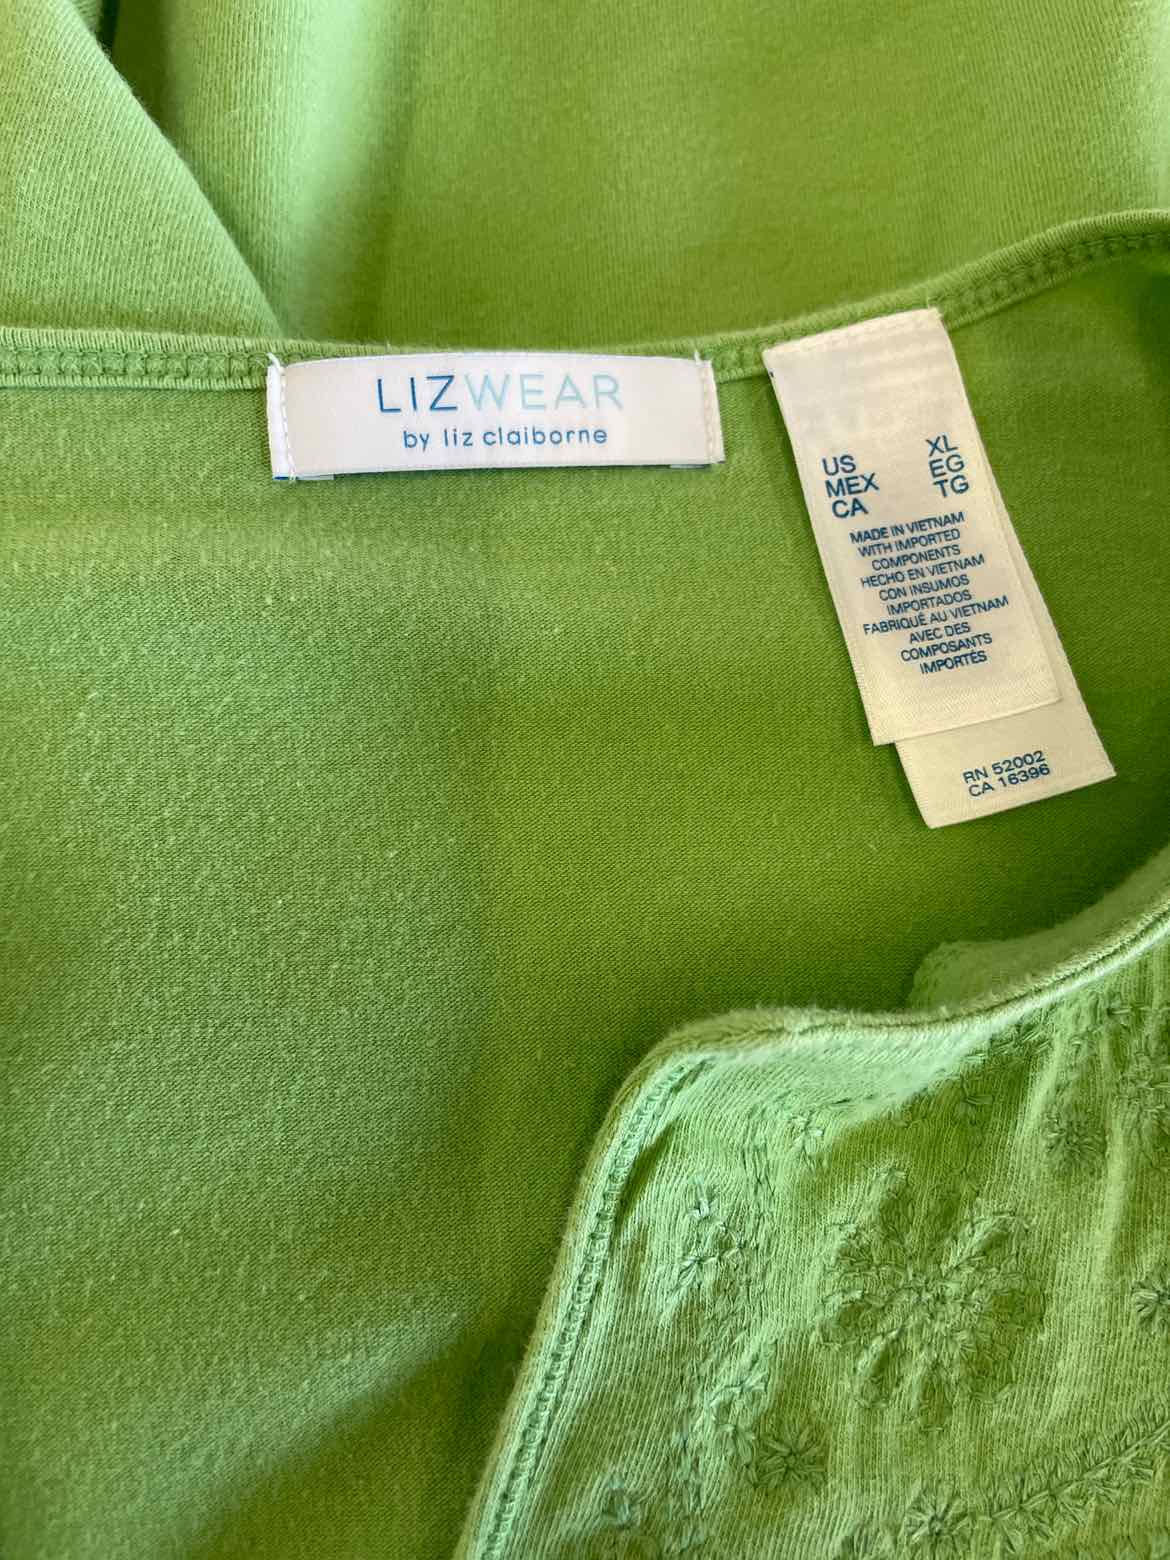 LIZWEAR
by liz claiborne
US XL
MEX EG
CA TG
MADE IN VIETNAM
WITH IMPORTED
COMPONENTS
HECHO EN VIETNAM
CON INSUMOS
IMPORTADOS
FABRIQUÉ AU VIETNAM
AVEC DES
COMPOSANTS
IMPORTÉS
RN 52002
CA 16396